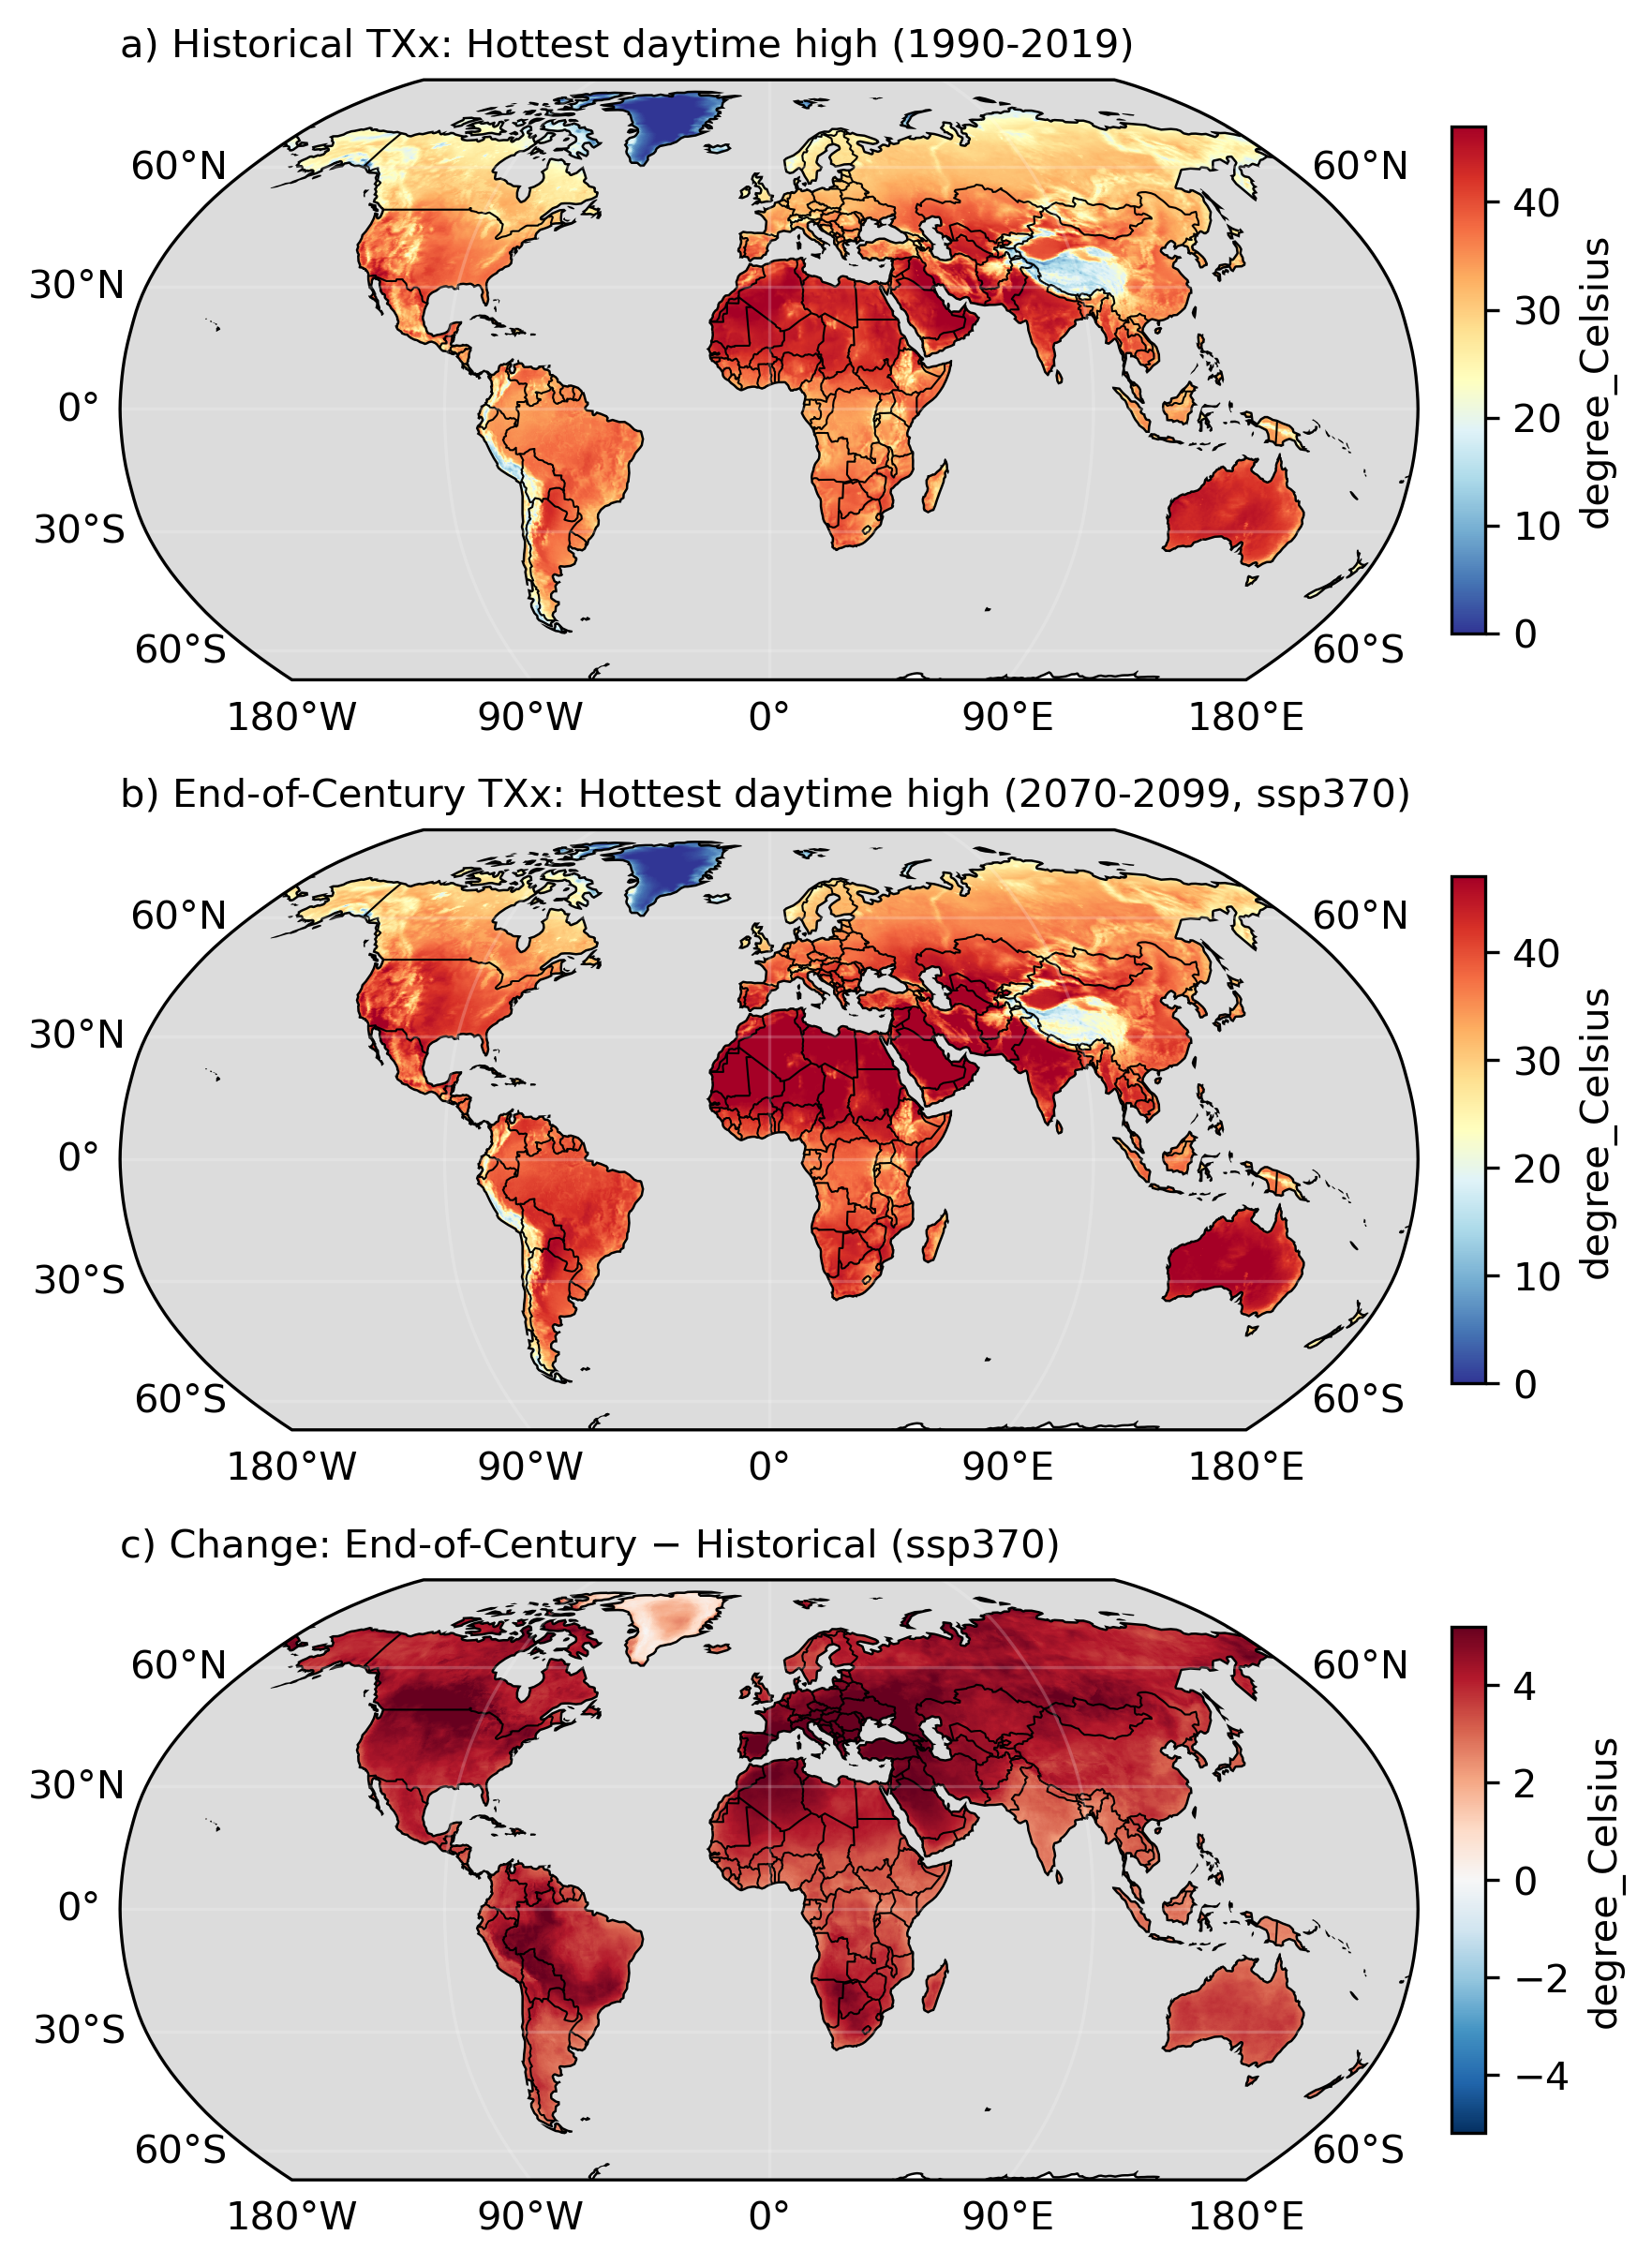 a) Historical TXx: Hottest daytime high (1990-2019)
60°N 60°N
30°N
0°
30°S
60°S 60°S
180°W 90°W 0° 90°E 180°E
40
30
20
10
0
degree_Celsius
b) End-of-Century TXx: Hottest daytime high (2070-2099, ssp370)
60°N 60°N
30°N
0°
30°S
60°S 60°S
180°W 90°W 0° 90°E 180°E
40
30
20
10
0
degree_Celsius
c) Change: End-of-Century − Historical (ssp370)
60°N 60°N
30°N
0°
30°S
60°S 60°S
180°W 90°W 0° 90°E 180°E
4
2
0
−2
−4
degree_Celsius